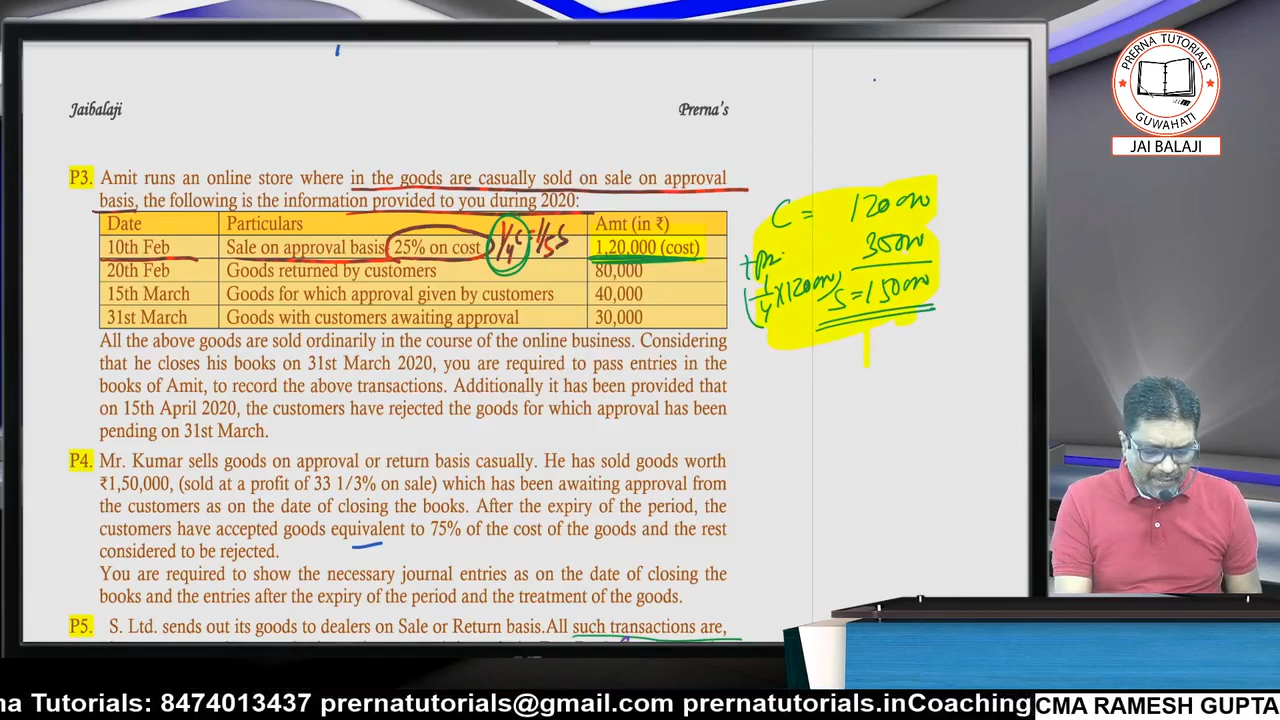 Jaibalaji
Prerna's
P3. Amit runs an online store where in the goods are casually sold on sale on approval
basis, the following is the information provided to you during 2020:
Date Particulars Amt (in ₹)
10th Feb Sale on approval basis 25% on cost 1/4 C = 1/5 S 1,20,000 (cost)
20th Feb Goods returned by customers 80,000
15th March Goods for which approval given by customers 40,000
31st March Goods with customers awaiting approval 30,000
All the above goods are sold ordinarily in the course of the online business. Considering
that he closes his books on 31st March 2020, you are required to pass entries in the
books of Amit, to record the above transactions. Additionally it has been provided that
on 15th April 2020, the customers have rejected the goods for which approval has been
pending on 31st March.
C = 120000
+ Pr. 30000
(1/4 × 120000) S = 150000
P4. Mr. Kumar sells goods on approval or return basis casually. He has sold goods worth
₹1,50,000, (sold at a profit of 33 1/3% on sale) which has been awaiting approval from
the customers as on the date of closing the books. After the expiry of the period, the
customers have accepted goods equivalent to 75% of the cost of the goods and the rest
considered to be rejected.
You are required to show the necessary journal entries as on the date of closing the
books and the entries after the expiry of the period and the treatment of the goods.
P5. S. Ltd. sends out its goods to dealers on Sale or Return basis.All such transactions are,
PRERNA TUTORIALS
GUWAHATI
JAI BALAJI
na Tutorials: 8474013437 prernatutorials@gmail.com prernatutorials.inCoaching
CMA RAMESH GUPTA